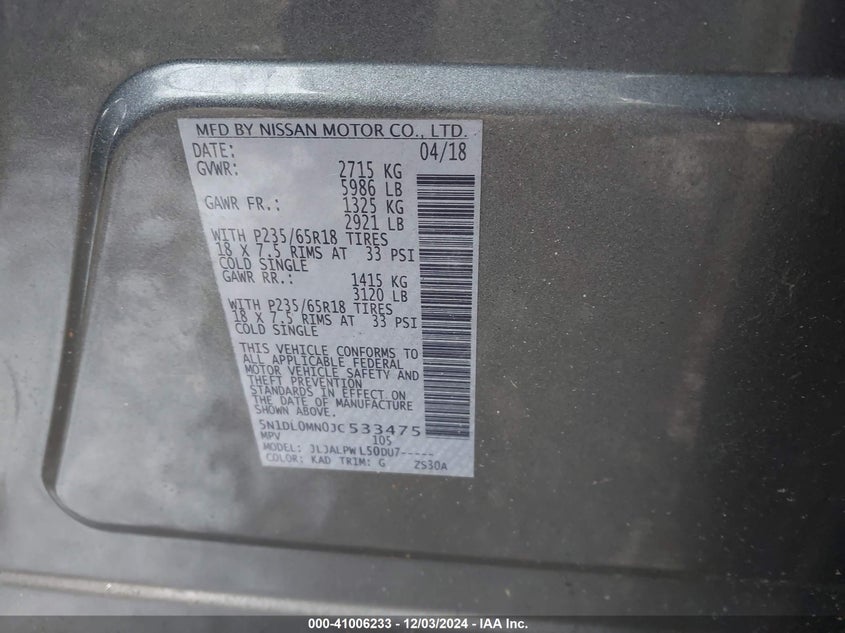 MFD BY NISSAN MOTOR CO., LTD.
DATE: 04/18
GVWR: 2715 KG
5986 LB
GAWR FR.: 1325 KG
2921 LB
WITH P235/65R18 TIRES
18 X 7.5 RIMS AT 33 PSI
COLD SINGLE
GAWR RR.: 1415 KG
3120 LB
WITH P235/65R18 TIRES
18 X 7.5 RIMS AT 33 PSI
COLD SINGLE
THIS VEHICLE CONFORMS TO
ALL APPLICABLE FEDERAL
MOTOR VEHICLE SAFETY AND
THEFT PREVENTION
STANDARDS IN EFFECT ON
THE DATE OF MANUFACTURE
SHOWN ABOVE.
5N1DL0MN0JC533475
MPV 105
MODEL: JLJALPWL50DU7-----
COLOR: KAD TRIM: G ZS30A
000-41006233 - 12/03/2024 - IAA Inc.